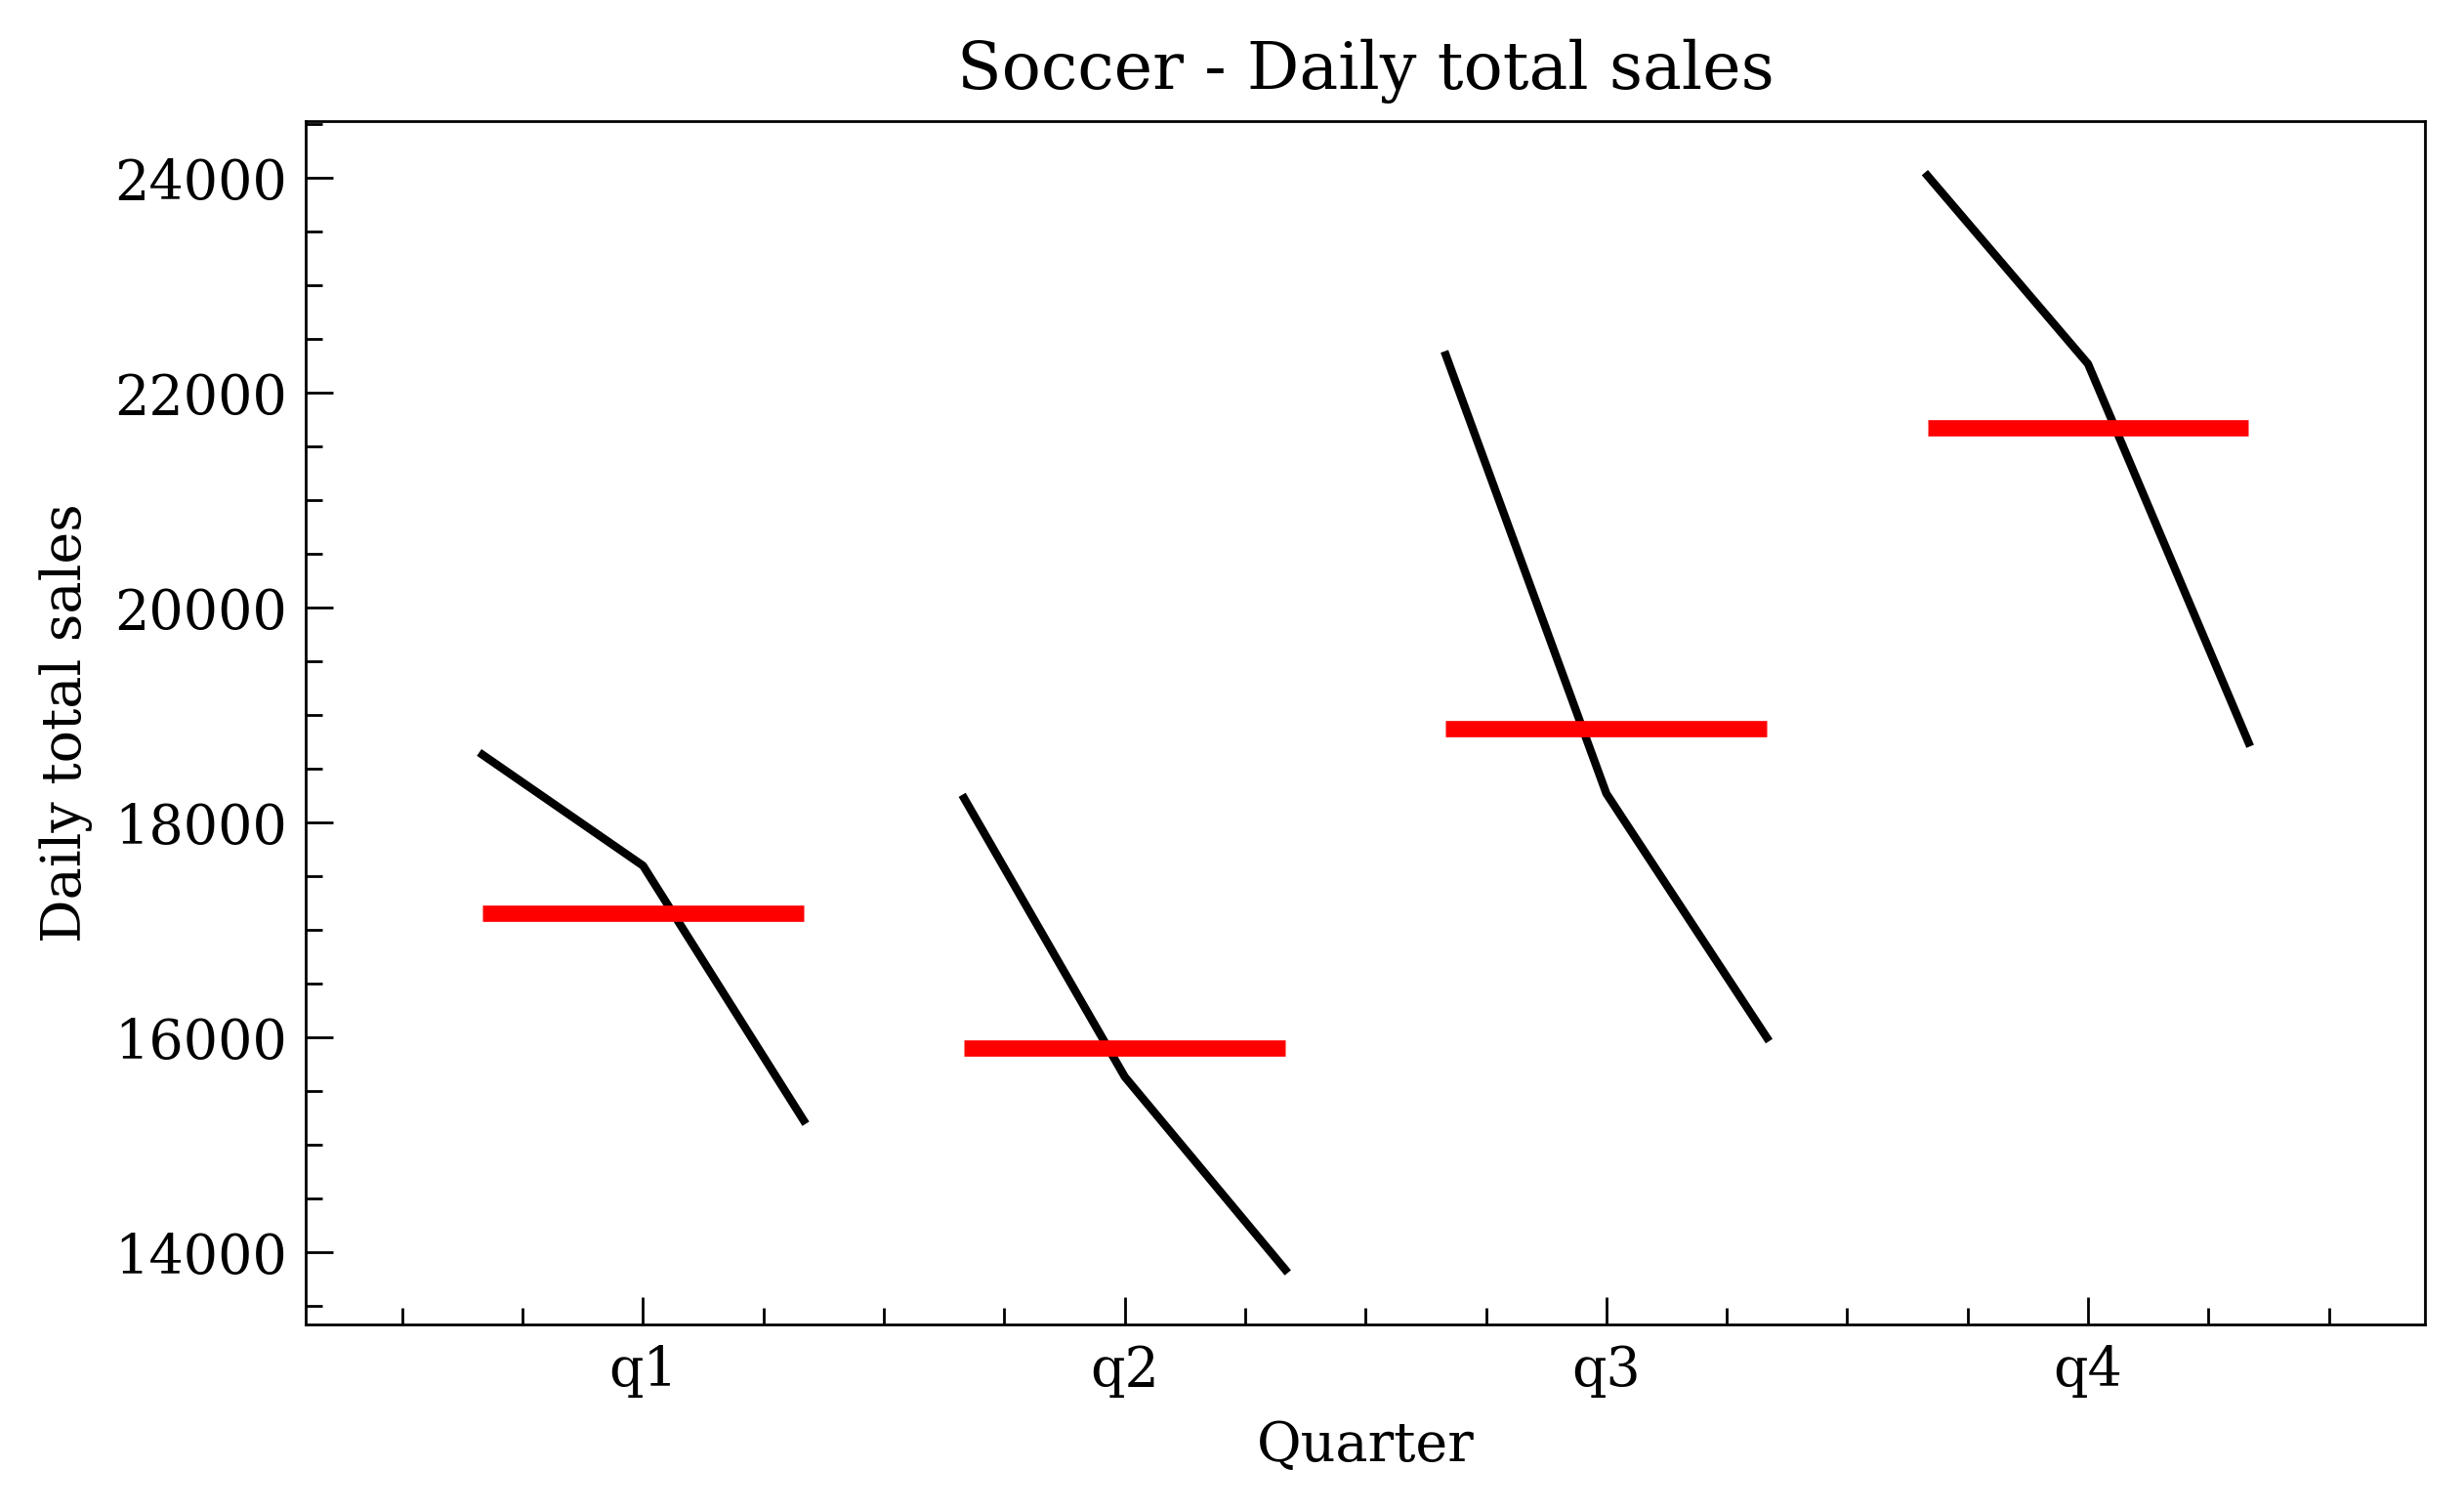 Soccer - Daily total sales
24000
22000
20000
18000
16000
14000
Daily total sales
q1 q2 q3 q4
Quarter